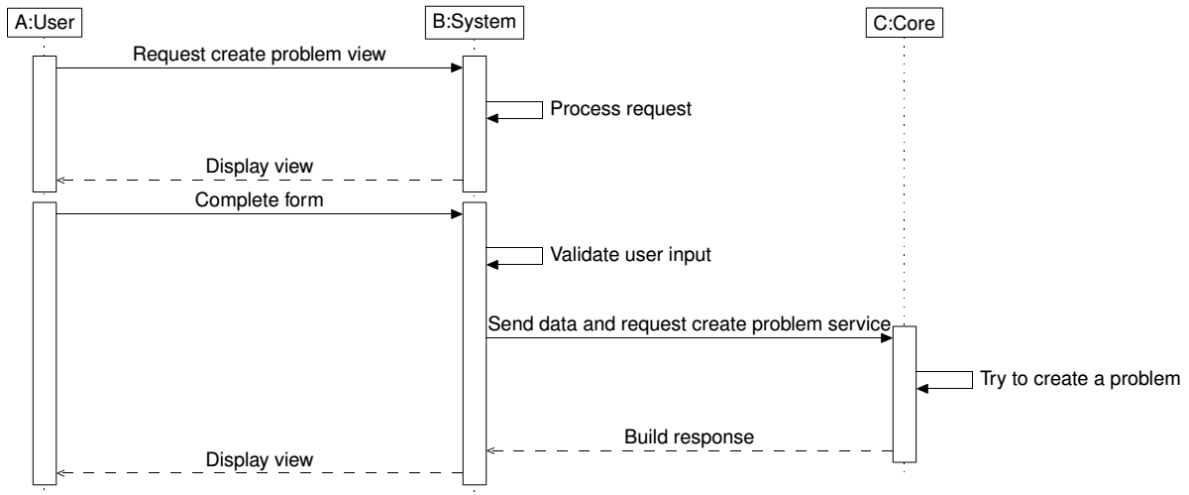 A:User
B:System
C:Core
Request create problem view
Process request
Display view
Complete form
Validate user input
Send data and request create problem service
Try to create a problem
Build response
Display view